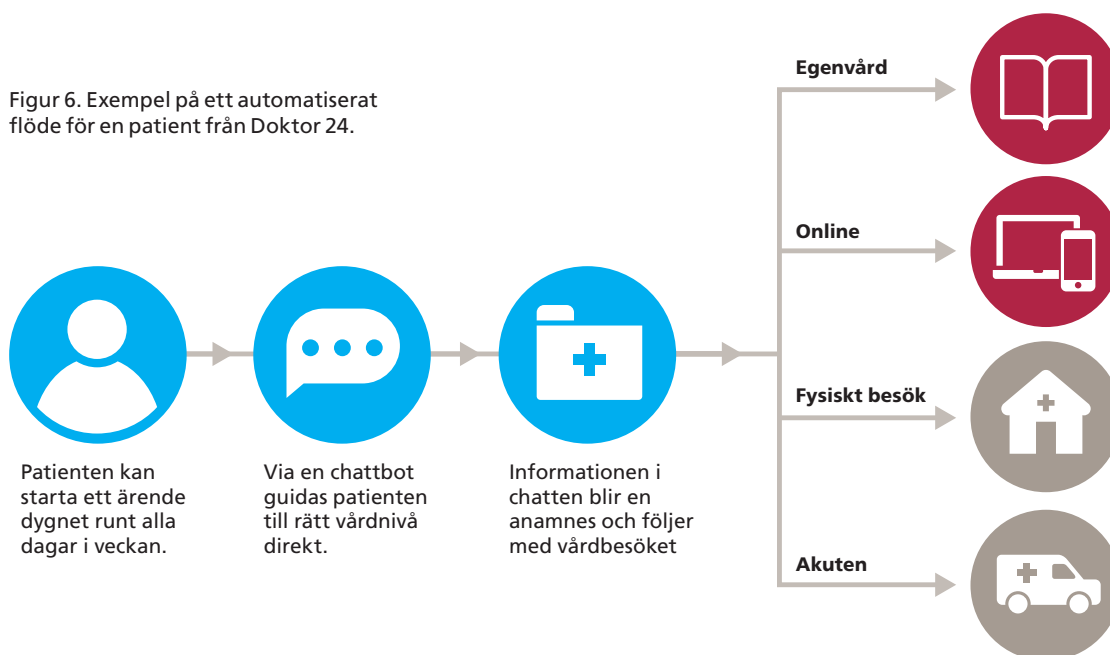 Figur 6. Exempel på ett automatiserat
flöde för en patient från Doktor 24.
Patienten kan
starta ett ärende
dygnet runt alla
dagar i veckan.
Via en chattbot
guidas patienten
till rätt vårdnivå
direkt.
Informationen i
chatten blir en
anamnes och följer
med vårdbesöket
Egenvård
Online
Fysiskt besök
Akuten